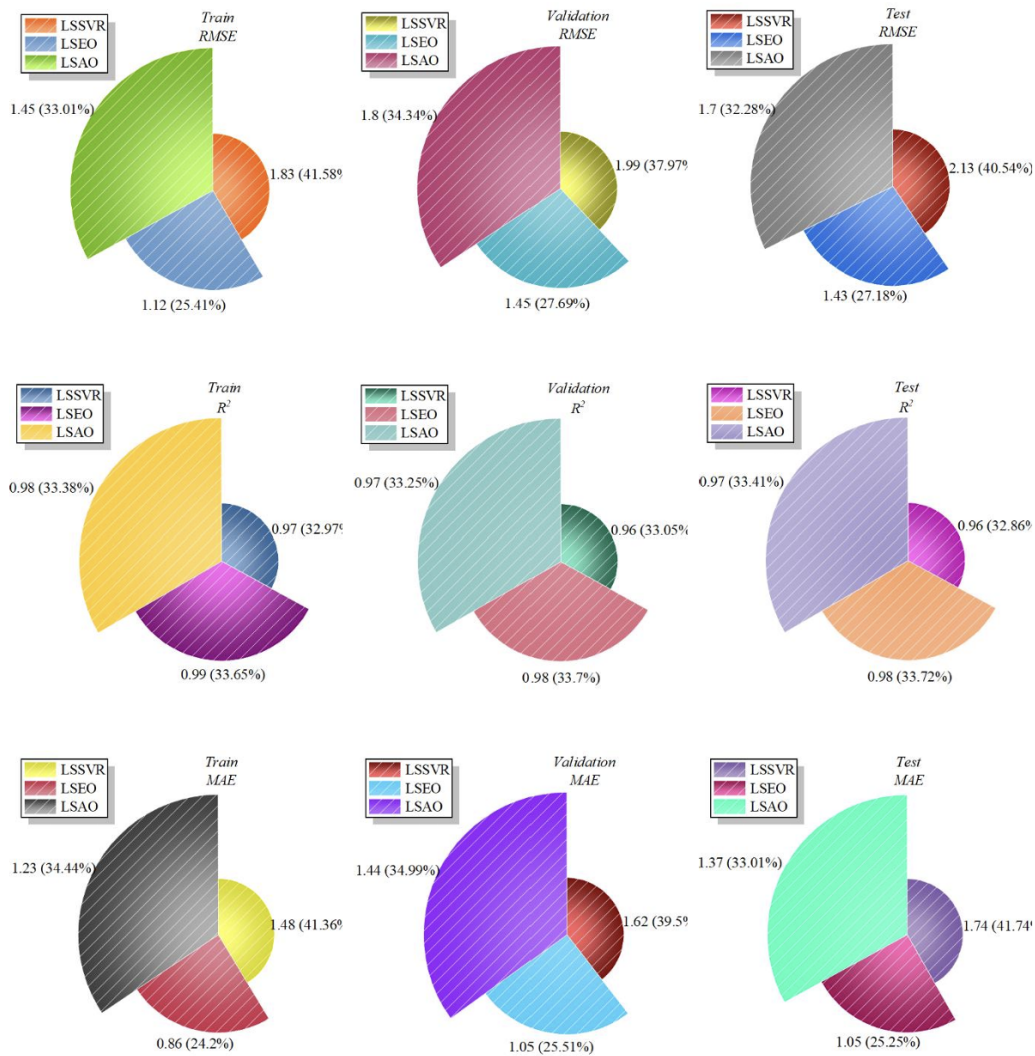 Train
RMSE
LSSVR
LSEO
LSAO
1.45 (33.01%)
1.83 (41.58%
1.12 (25.41%)
Validation
RMSE
LSSVR
LSEO
LSAO
1.8 (34.34%)
1.99 (37.97%
1.45 (27.69%)
Test
RMSE
LSSVR
LSEO
LSAO
1.7 (32.28%)
2.13 (40.54%)
1.43 (27.18%)
Train
R²
LSSVR
LSEO
LSAO
0.98 (33.38%)
0.97 (32.97%
0.99 (33.65%)
Validation
R²
LSSVR
LSEO
LSAO
0.97 (33.25%)
0.96 (33.05%)
0.98 (33.7%)
Test
R²
LSSVR
LSEO
LSAO
0.97 (33.41%)
0.96 (32.86%
0.98 (33.72%)
Train
MAE
LSSVR
LSEO
LSAO
1.23 (34.44%)
1.48 (41.36%
0.86 (24.2%)
Validation
MAE
LSSVR
LSEO
LSAO
1.44 (34.99%)
1.62 (39.5%
1.05 (25.51%)
Test
MAE
LSSVR
LSEO
LSAO
1.37 (33.01%)
1.74 (41.74%
1.05 (25.25%)